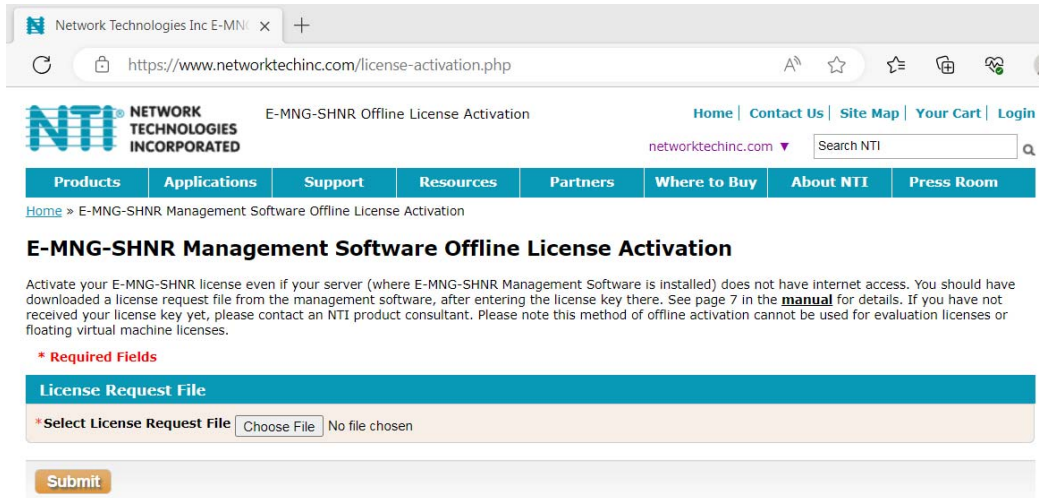 Network Technologies Inc E-MNG
https://www.networktechinc.com/license-activation.php
NTI ® NETWORK
TECHNOLOGIES
INCORPORATED
E-MNG-SHNR Offline License Activation
Home | Contact Us | Site Map | Your Cart | Login
networktechinc.com ▼ Search NTI
Products Applications Support Resources Partners Where to Buy About NTI Press Room
Home » E-MNG-SHNR Management Software Offline License Activation
E-MNG-SHNR Management Software Offline License Activation
Activate your E-MNG-SHNR license even if your server (where E-MNG-SHNR Management Software is installed) does not have internet access. You should have
downloaded a license request file from the management software, after entering the license key there. See page 7 in the manual for details. If you have not
received your license key yet, please contact an NTI product consultant. Please note this method of offline activation cannot be used for evaluation licenses or
floating virtual machine licenses.
* Required Fields
License Request File
*Select License Request File Choose File No file chosen
Submit